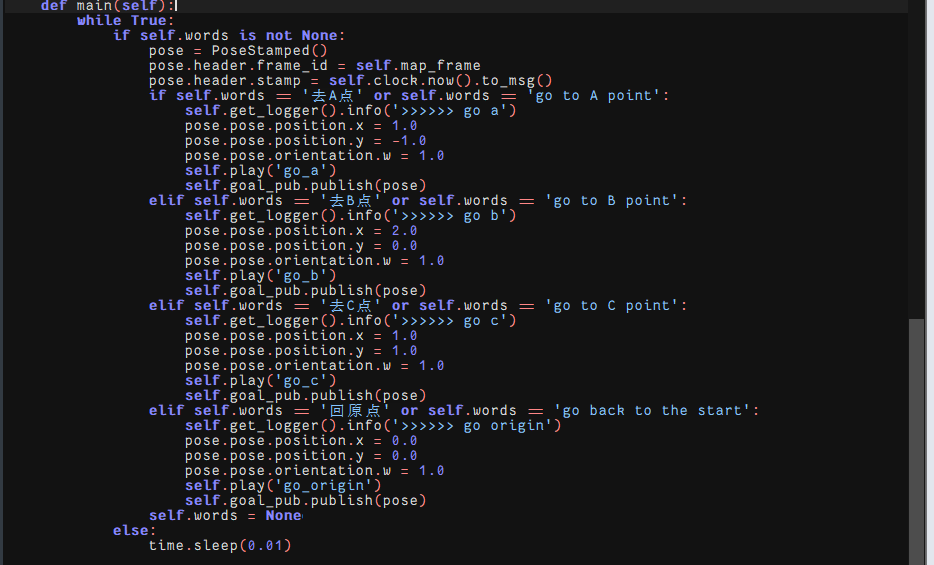 def main(self):
while True:
if self.words is not None:
pose = PoseStamped()
pose.header.frame_id = self.map_frame
pose.header.stamp = self.clock.now().to_msg()
if self.words == '去A点' or self.words == 'go to A point':
self.get_logger().info('>>>>>> go a')
pose.pose.position.x = 1.0
pose.pose.position.y = -1.0
pose.pose.orientation.w = 1.0
self.play('go_a')
self.goal_pub.publish(pose)
elif self.words == '去B点' or self.words == 'go to B point':
self.get_logger().info('>>>>>> go b')
pose.pose.position.x = 2.0
pose.pose.position.y = 0.0
pose.pose.orientation.w = 1.0
self.play('go_b')
self.goal_pub.publish(pose)
elif self.words == '去C点' or self.words == 'go to C point':
self.get_logger().info('>>>>>> go c')
pose.pose.position.x = 1.0
pose.pose.position.y = 1.0
pose.pose.orientation.w = 1.0
self.play('go_c')
self.goal_pub.publish(pose)
elif self.words == '回原点' or self.words == 'go back to the start':
self.get_logger().info('>>>>>> go origin')
pose.pose.position.x = 0.0
pose.pose.position.y = 0.0
pose.pose.orientation.w = 1.0
self.play('go_origin')
self.goal_pub.publish(pose)
self.words = None
else:
time.sleep(0.01)